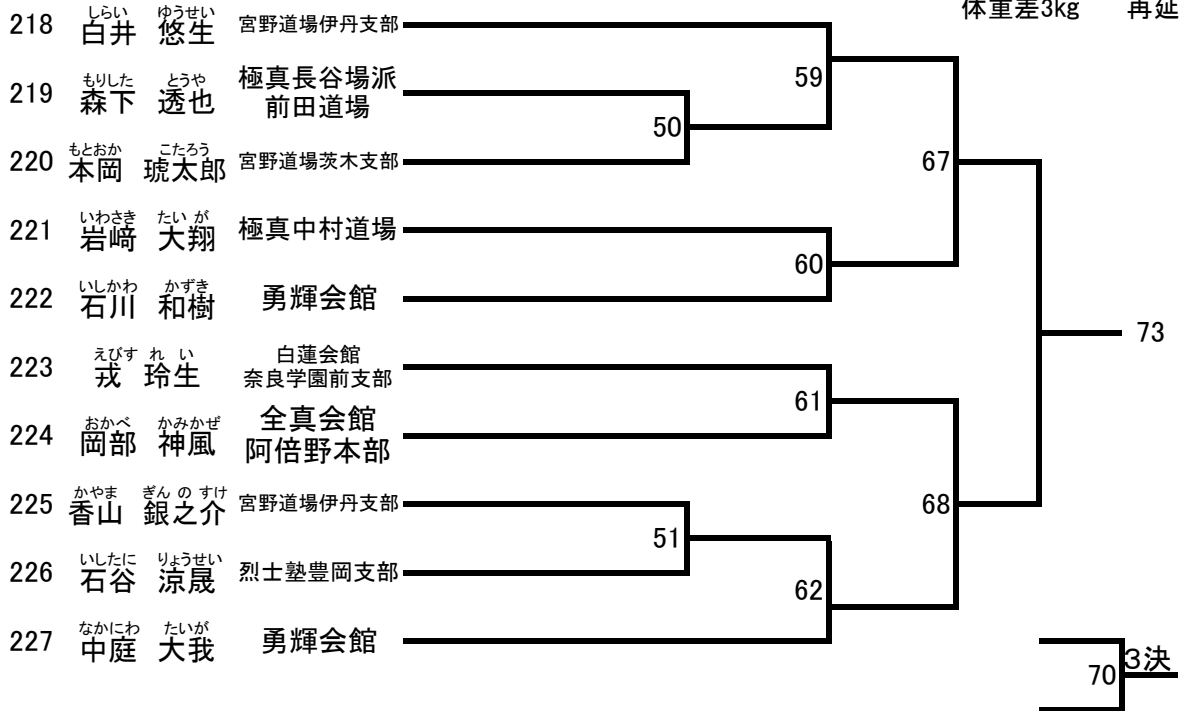 体重差3kg 再延
しらい ゆうせい
218 白井 悠生 宮野道場伊丹支部
59
もりした とうや
219 森下 透也 極真長谷場派
前田道場
50
もとおか こたろう
220 本岡 琥太郎 宮野道場茨木支部
67
いわさき たい が
221 岩﨑 大翔 極真中村道場
60
いしかわ かずき
222 石川 和樹 勇輝会館
73
えびす れ い
223 戎 玲生 白蓮会館
奈良学園前支部
61
おかべ かみかぜ
224 岡部 神風 全真会館
阿倍野本部
かやま ぎん の すけ
225 香山 銀之介 宮野道場伊丹支部
68
51
いしたに りょうせい
226 石谷 涼晟 烈士塾豊岡支部
62
なかにわ たいが
227 中庭 大我 勇輝会館
3決
70